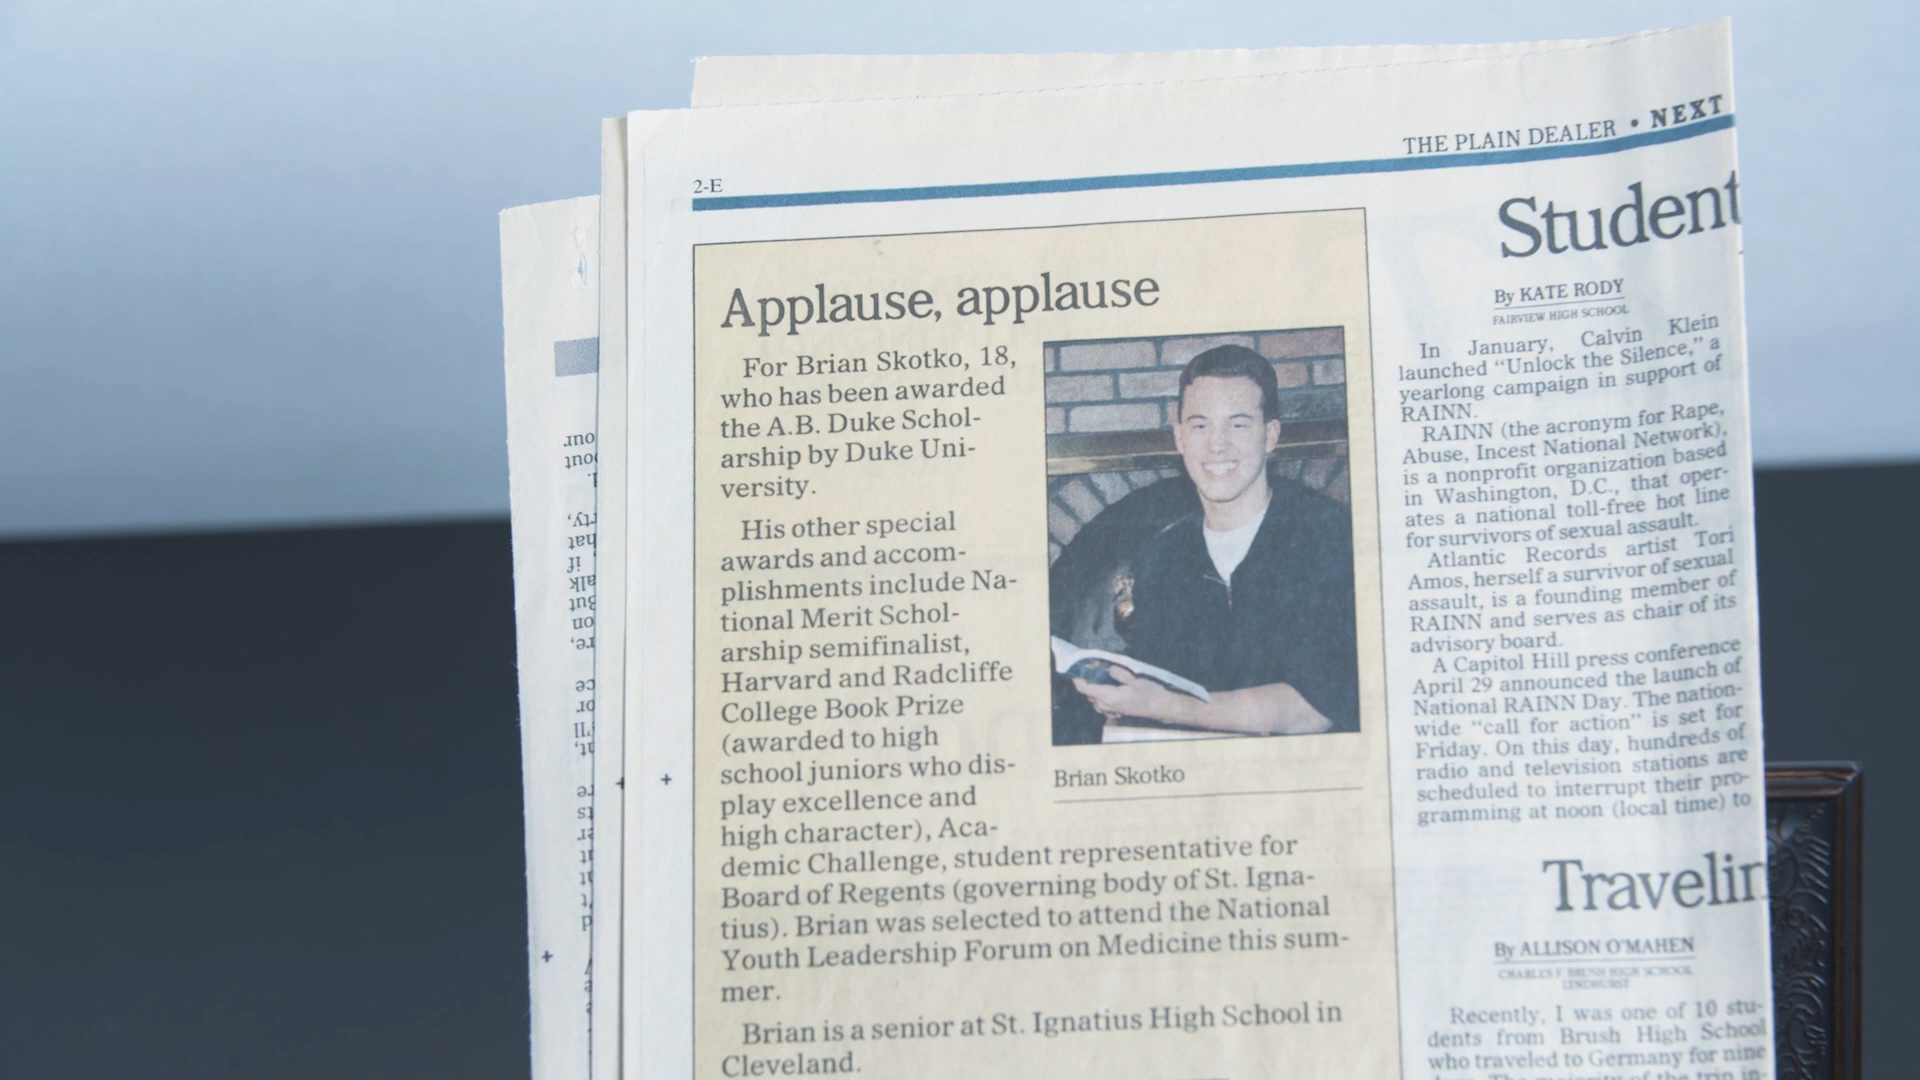 THE PLAIN DEALER • NEXT
2-E
Applause, applause
For Brian Skotko, 18,
who has been awarded
the A.B. Duke Schol-
arship by Duke Uni-
versity.
His other special
awards and accom-
plishments include Na-
tional Merit Schol-
arship semifinalist,
Harvard and Radcliffe
College Book Prize
(awarded to high
school juniors who dis-
play excellence and
high character), Aca-
demic Challenge, student representative for
Board of Regents (governing body of St. Igna-
tius). Brian was selected to attend the National
Youth Leadership Forum on Medicine this sum-
mer.
Brian is a senior at St. Ignatius High School in
Cleveland.
Brian Skotko
Student
By KATE RODY
FAIRVIEW HIGH SCHOOL
In January, Calvin Klein
launched “Unlock the Silence,” a
yearlong campaign in support of
RAINN.
RAINN (the acronym for Rape,
Abuse, Incest National Network),
is a nonprofit organization based
in Washington, D.C., that oper-
ates a national toll-free hot line
for survivors of sexual assault.
Atlantic Records artist Tori
Amos, herself a survivor of sexual
assault, is a founding member of
RAINN and serves as chair of its
advisory board.
A Capitol Hill press conference
April 29 announced the launch of
National RAINN Day. The nation-
wide “call for action” is set for
Friday. On this day, hundreds of
radio and television stations are
scheduled to interrupt their pro-
gramming at noon (local time) to
Travelin
By ALLISON O’MAHEN
CHARLES F. BRUSH HIGH SCHOOL
LYNDHURST
Recently, I was one of 10 stu-
dents from Brush High School
who traveled to Germany for nine